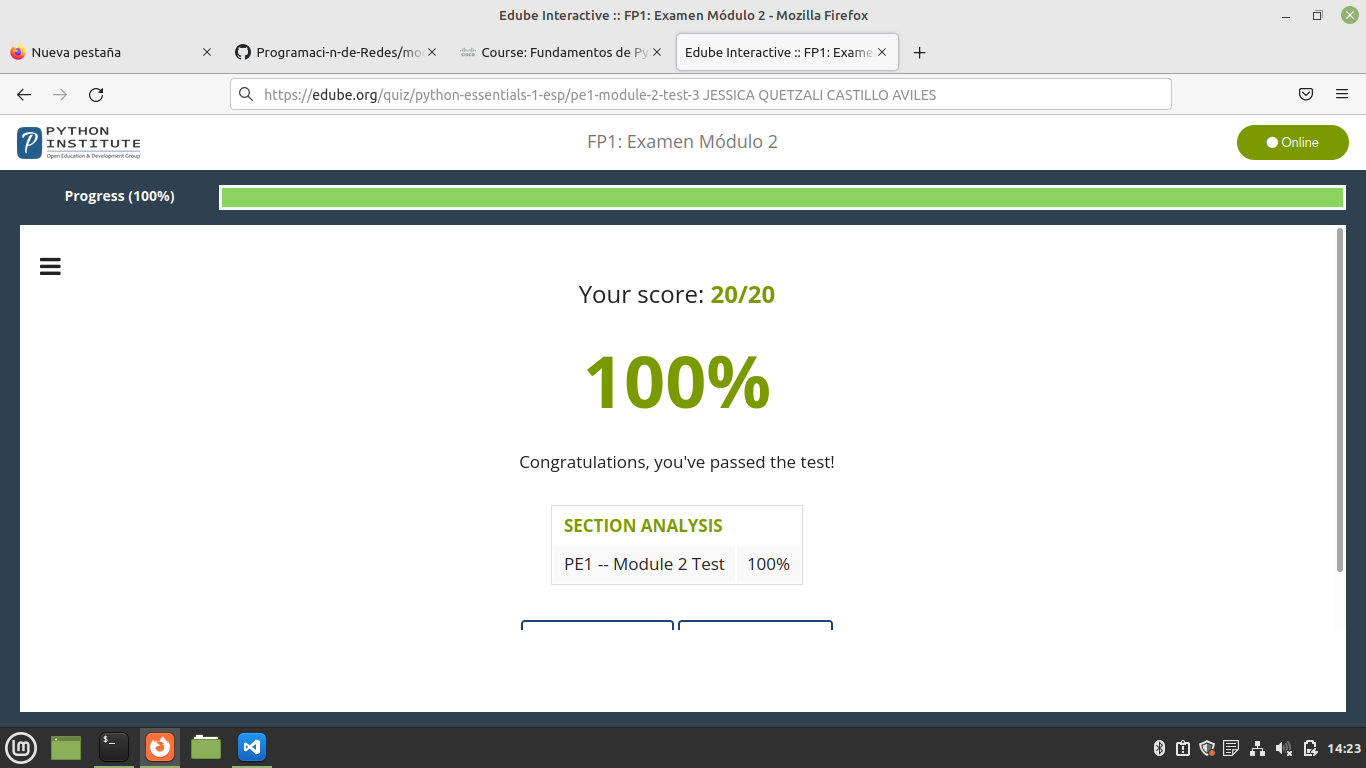 Edube Interactive :: FP1: Examen Módulo 2 - Mozilla Firefox
Nueva pestaña
Programaci-n-de-Redes/mo
Course: Fundamentos de Py
Edube Interactive :: FP1: Exame
https://edube.org/quiz/python-essentials-1-esp/pe1-module-2-test-3 JESSICA QUETZALI CASTILLO AVILES
PYTHON
INSTITUTE
Open Education & Development Group
FP1: Examen Módulo 2
Online
Progress (100%)
Your score: 20/20
100%
Congratulations, you've passed the test!
SECTION ANALYSIS
PE1 -- Module 2 Test 100%
14:23